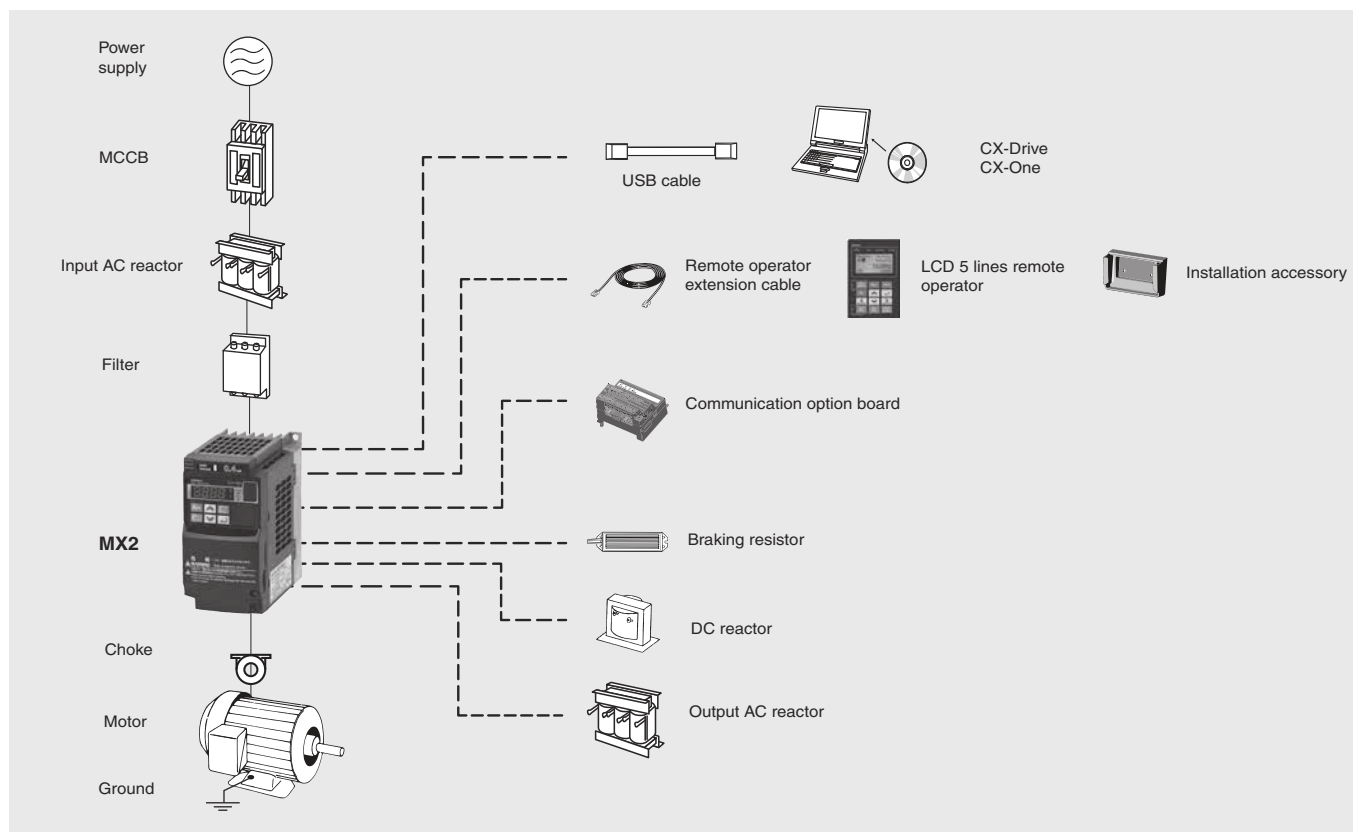 Power
supply
MCCB
Input AC reactor
Filter
MX2
Choke
Motor
Ground
USB cable
CX-Drive
CX-One
Remote operator
extension cable
LCD 5 lines remote
operator
Installation accessory
Communication option board
Braking resistor
DC reactor
Output AC reactor